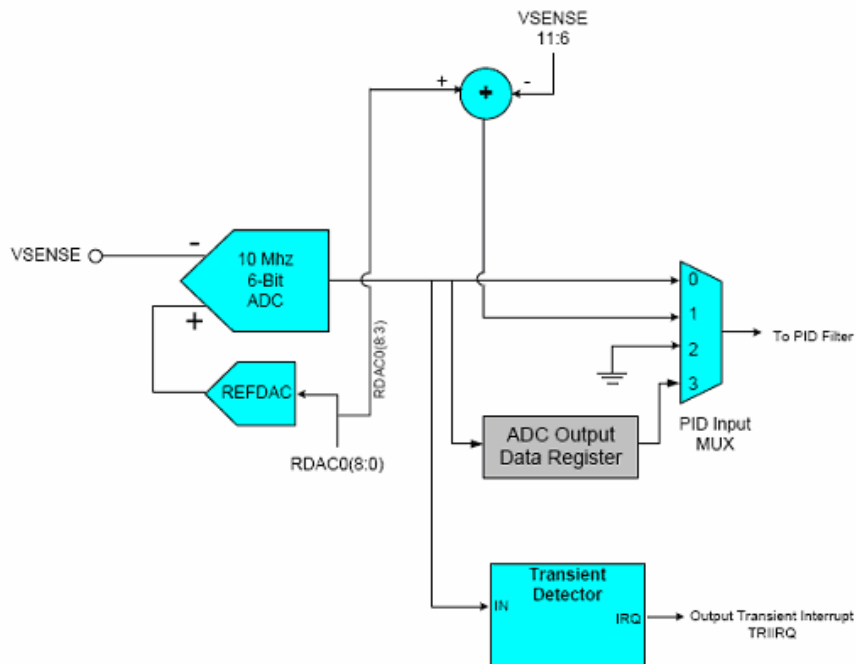 VSENSE
11:6
+
-
+
VSENSE
-
10 Mhz
6-Bit
ADC
+
REFDAC
RDAC0(8:3)
RDAC0(8:0)
0
1
2
3
To PID Filter
PID Input
MUX
ADC Output
Data Register
Transient
Detector
IN
IRQ
Output Transient Interrupt
TRIIRQ